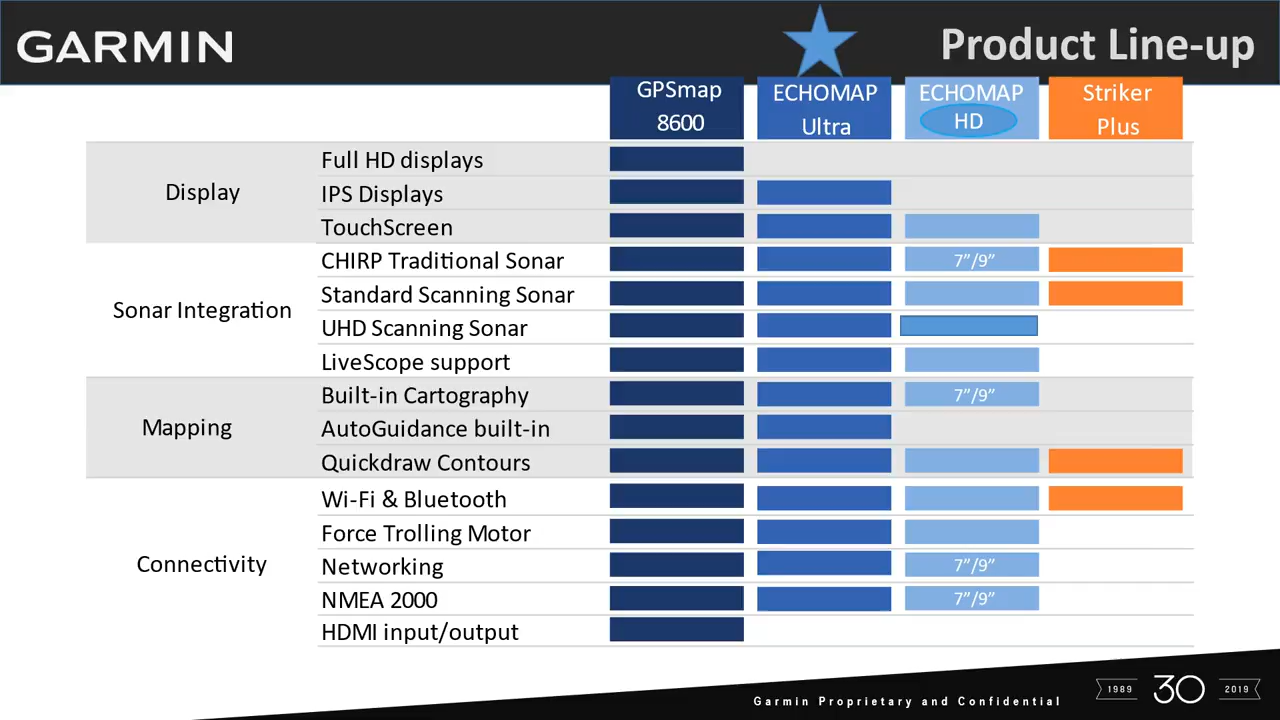 GARMIN
Product Line-up
GPSmap
8600
ECHOMAP
Ultra
ECHOMAP
HD
Striker
Plus
Display
Full HD displays
IPS Displays
TouchScreen
Sonar Integration
CHIRP Traditional Sonar
7”/9”
Standard Scanning Sonar
UHD Scanning Sonar
LiveScope support
Mapping
Built-in Cartography
7”/9”
AutoGuidance built-in
Quickdraw Contours
Connectivity
Wi-Fi & Bluetooth
Force Trolling Motor
Networking
7”/9”
NMEA 2000
7”/9”
HDMI input/output
Garmin Proprietary and Confidential
1989
30
2019